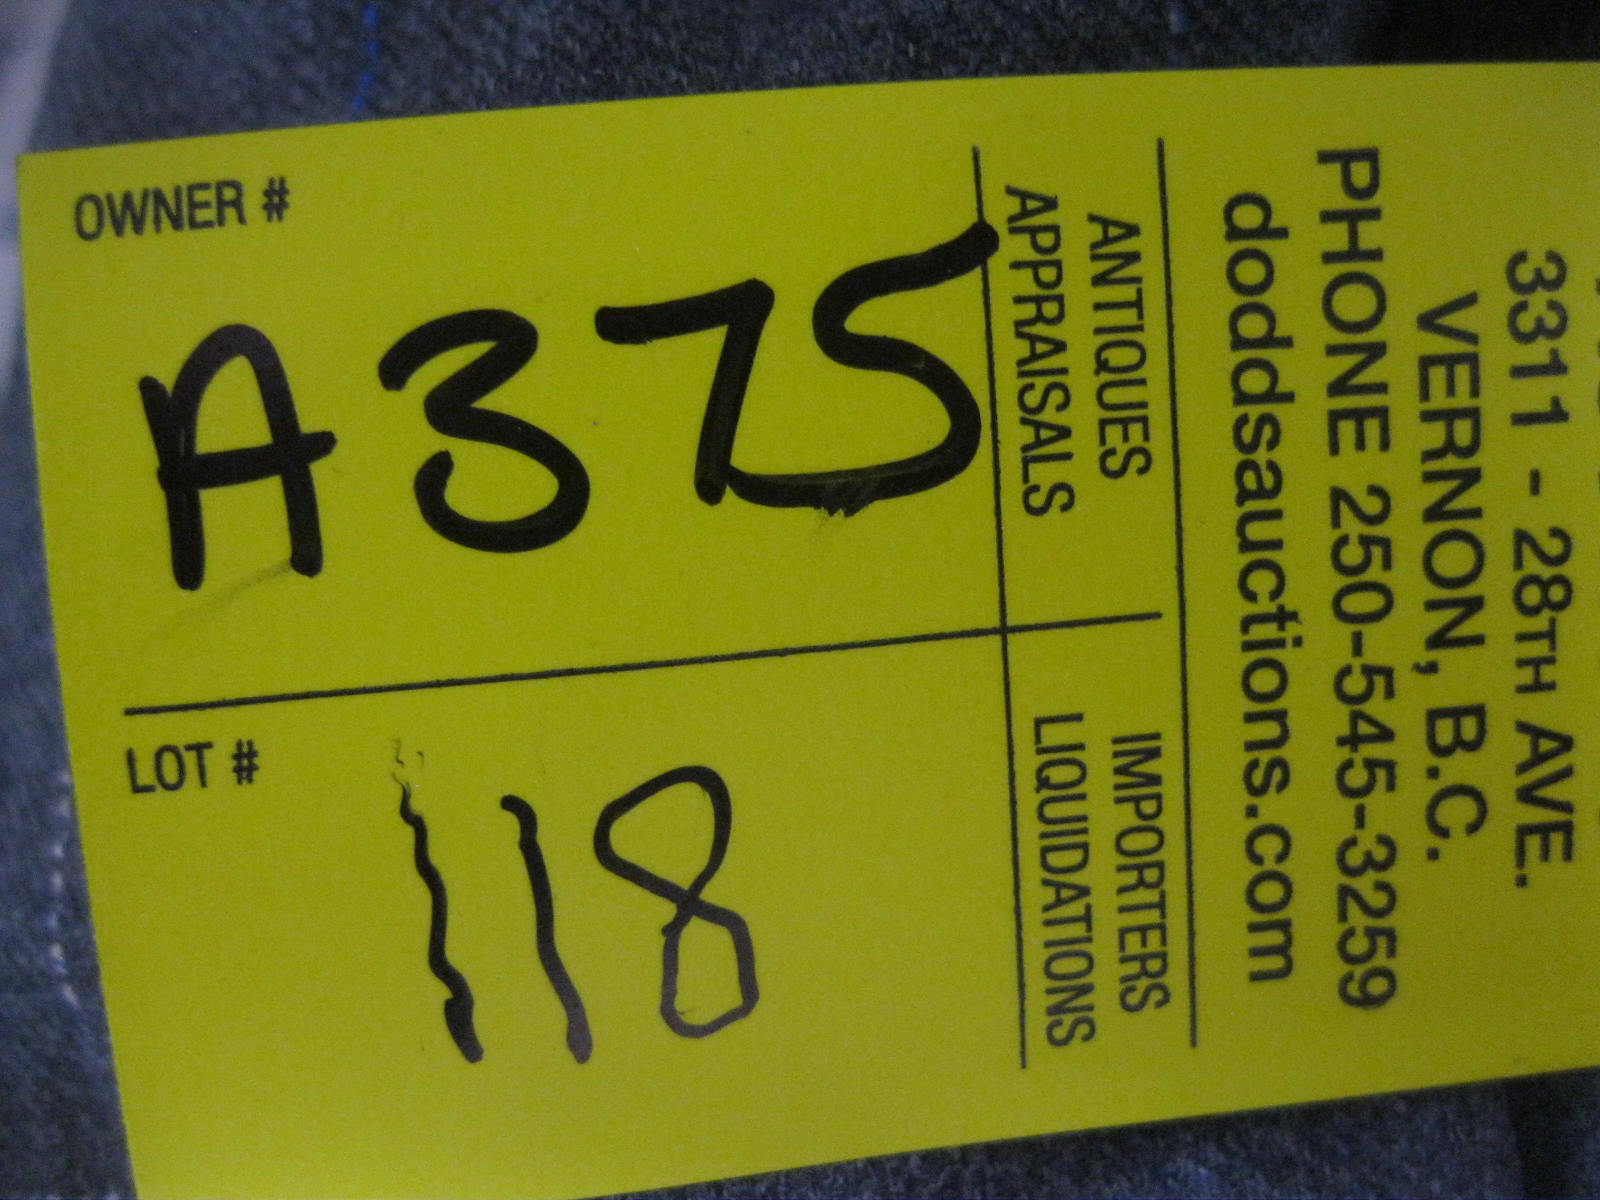 3311 - 28TH AVE.
VERNON, B.C.
PHONE 250-545-3259
doddsauctions.com
ANTIQUES
APPRAISALS
IMPORTERS
LIQUIDATIONS
OWNER #
A375
LOT #
118